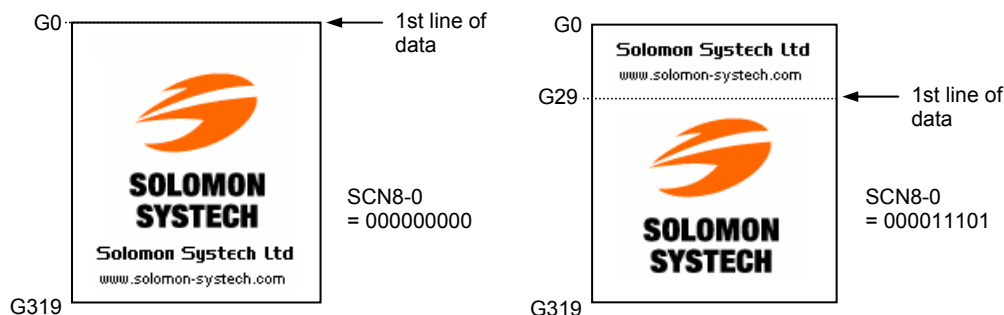 G0
1st line of
data
SOLOMON
SYSTECH
SCN8-0
= 000000000
Solomon Systech Ltd
www.solomon-systech.com
G319
G0
Solomon Systech Ltd
www.solomon-systech.com
G29
1st line of
data
SOLOMON
SYSTECH
SCN8-0
= 000011101
G319